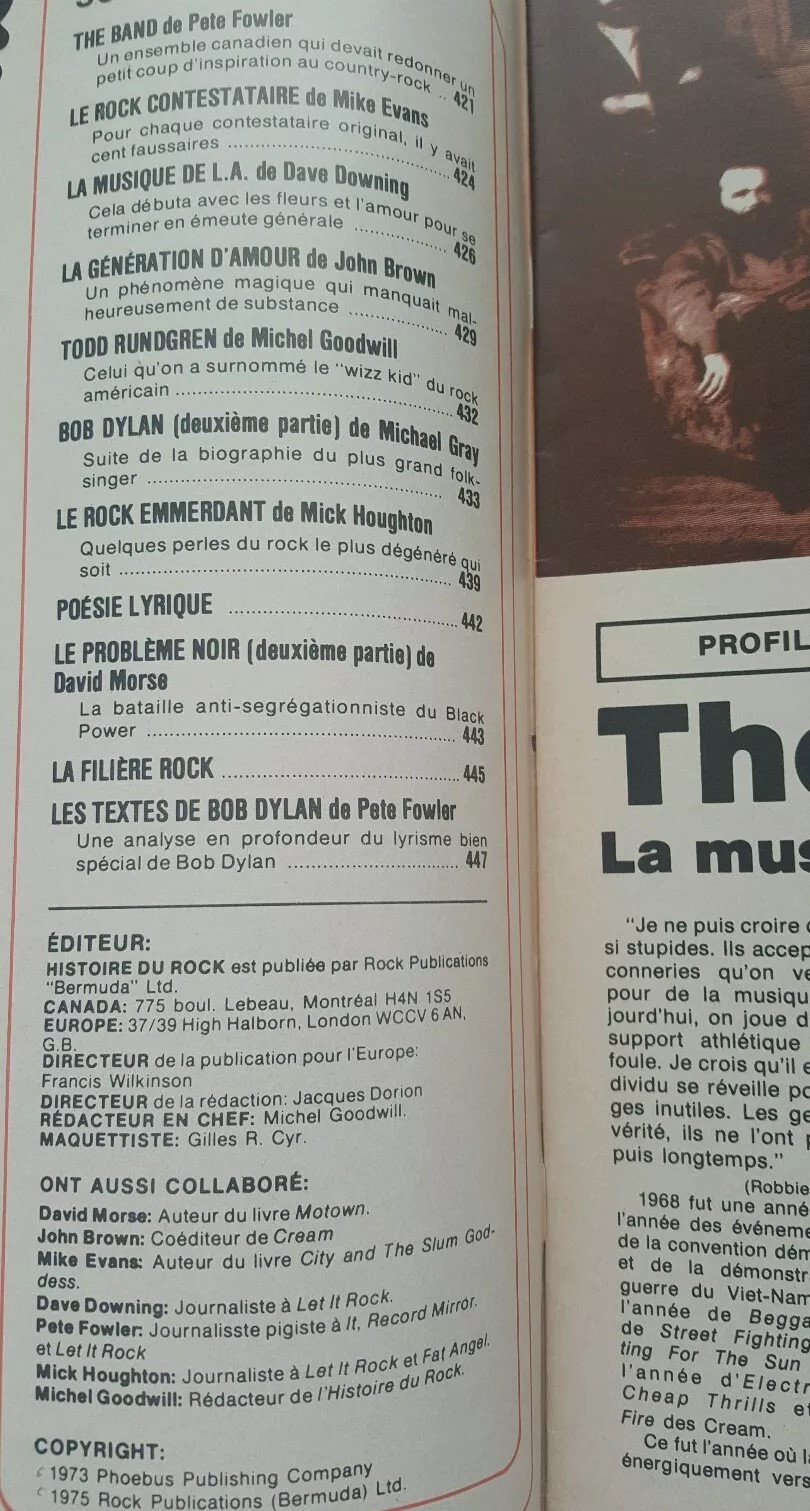 THE BAND de Pete Fowler
Un ensemble canadien qui devait redonner un
petit coup d'inspiration au country-rock .. 421
LE ROCK CONTESTATAIRE de Mike Evans
Pour chaque contestataire original, il y avait
cent faussaires ........ 424
LA MUSIQUE DE L.A. de Dave Downing
Cela débuta avec les fleurs et l'amour pour se
terminer en émeute générale ........ 426
LA GÉNÉRATION D'AMOUR de John Brown
Un phénomène magique qui manquait mal-
heureusement de substance ........ 429
TODD RUNDGREN de Michel Goodwill
Celui qu'on a surnommé le "wizz kid" du rock
américain ........ 432
BOB DYLAN (deuxième partie) de Michael Gray
Suite de la biographie du plus grand folk-
singer ........ 433
LE ROCK EMMERDANT de Mick Houghton
Quelques perles du rock le plus dégénéré qui
soit ........ 439
POÉSIE LYRIQUE ........ 442
LE PROBLÈME NOIR (deuxième partie) de
David Morse
La bataille anti-segrégationniste du Black
Power ........ 443
LA FILIÈRE ROCK ........ 445
LES TEXTES DE BOB DYLAN de Pete Fowler
Une analyse en profondeur du lyrisme bien
spécial de Bob Dylan ........ 447
ÉDITEUR:
HISTOIRE DU ROCK est publiée par Rock Publications
"Bermuda" Ltd.
CANADA: 775 boul. Lebeau, Montréal H4N 1S5
EUROPE: 37/39 High Halborn, London WCCV 6 AN,
G.B.
DIRECTEUR de la publication pour l'Europe:
Francis Wilkinson
DIRECTEUR de la rédaction: Jacques Dorion
RÉDACTEUR EN CHEF: Michel Goodwill.
MAQUETTISTE: Gilles R. Cyr.
ONT AUSSI COLLABORÉ:
David Morse: Auteur du livre Motown.
John Brown: Coéditeur de Cream
Mike Evans: Auteur du livre City and The Slum God-
dess.
Dave Downing: Journaliste à Let It Rock.
Pete Fowler: Journalisste pigiste à It, Record Mirror.
et Let It Rock
Mick Houghton: Journaliste à Let It Rock et Fat Angel.
Michel Goodwill: Rédacteur de l'Histoire du Rock.
COPYRIGHT:
© 1973 Phoebus Publishing Company
© 1975 Rock Publications (Bermuda) Ltd.
PROFIL
The
La mus
"Je ne puis croire
si stupides. Ils accep
conneries qu'on ve
pour de la musiqu
jourd'hui, on joue d
support athlétique
foule. Je crois qu'il e
dividu se réveille po
ges inutiles. Les ge
vérité, ils ne l'ont p
puis longtemps."
(Robbie
1968 fut une anné
l'année des événeme
de la convention dém
et de la démonstr
guerre du Viet-Nam
l'année de Begga
de Street Fighting
ting For The Sun
l'année d'Electr
Cheap Thrills et
Fire des Cream.
Ce fut l'année où la
énergiquement vers